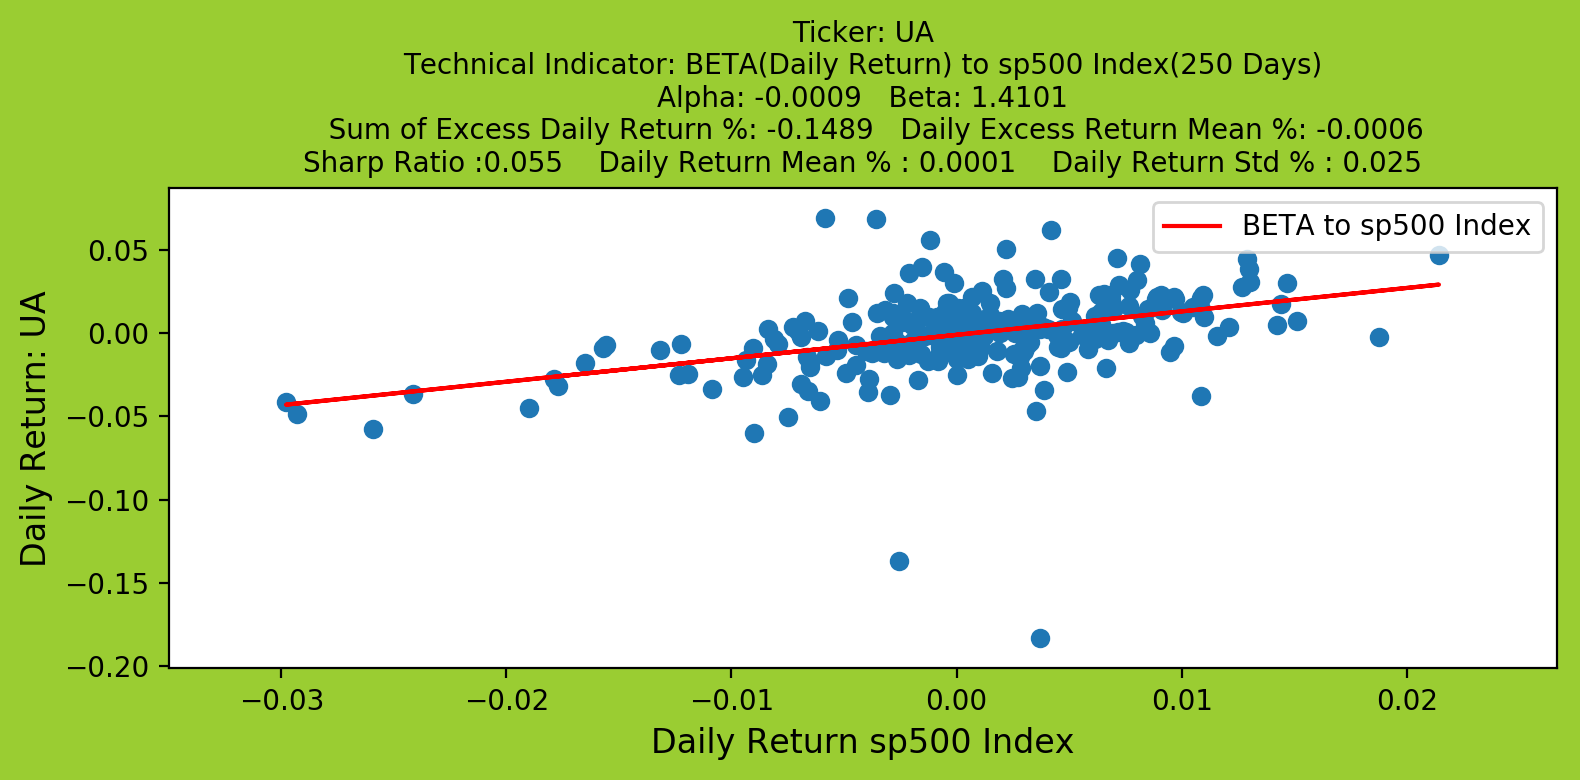 Ticker: UA
Technical Indicator: BETA(Daily Return) to sp500 Index(250 Days)
Alpha: -0.0009   Beta: 1.4101
Sum of Excess Daily Return %: -0.1489   Daily Excess Return Mean %: -0.0006
Sharp Ratio :0.055    Daily Return Mean % : 0.0001    Daily Return Std % : 0.025
BETA to sp500 Index
Daily Return: UA
0.05
0.00
−0.05
−0.10
−0.15
−0.20
−0.03 −0.02 −0.01 0.00 0.01 0.02
Daily Return sp500 Index